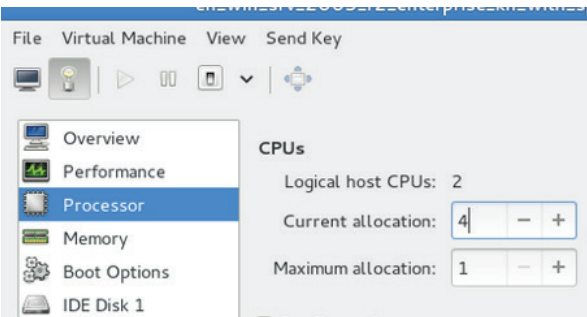 File Virtual Machine View Send Key
Overview
Performance
Processor
Memory
Boot Options
IDE Disk 1
CPUs
Logical host CPUs: 2
Current allocation: 4
Maximum allocation: 1